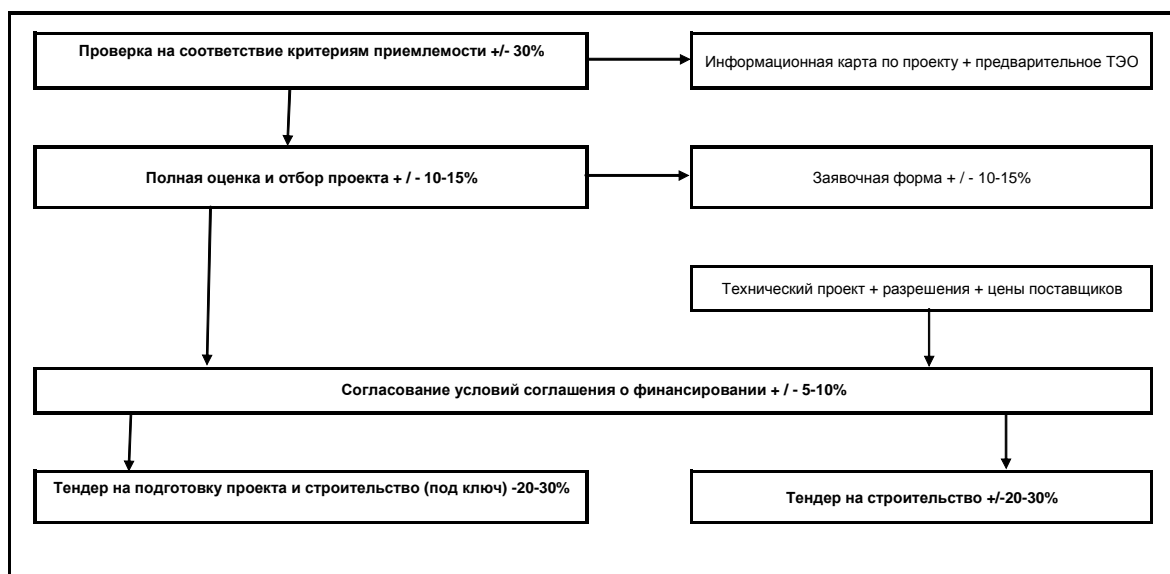 Проверка на соответствие критериям приемлемости +/- 30%
Информационная карта по проекту + предварительное ТЭО
Полная оценка и отбор проекта + / - 10-15%
Заявочная форма + / - 10-15%
Технический проект + разрешения + цены поставщиков
Согласование условий соглашения о финансировании + / - 5-10%
Тендер на подготовку проекта и строительство (под ключ) -20-30%
Тендер на строительство +/-20-30%